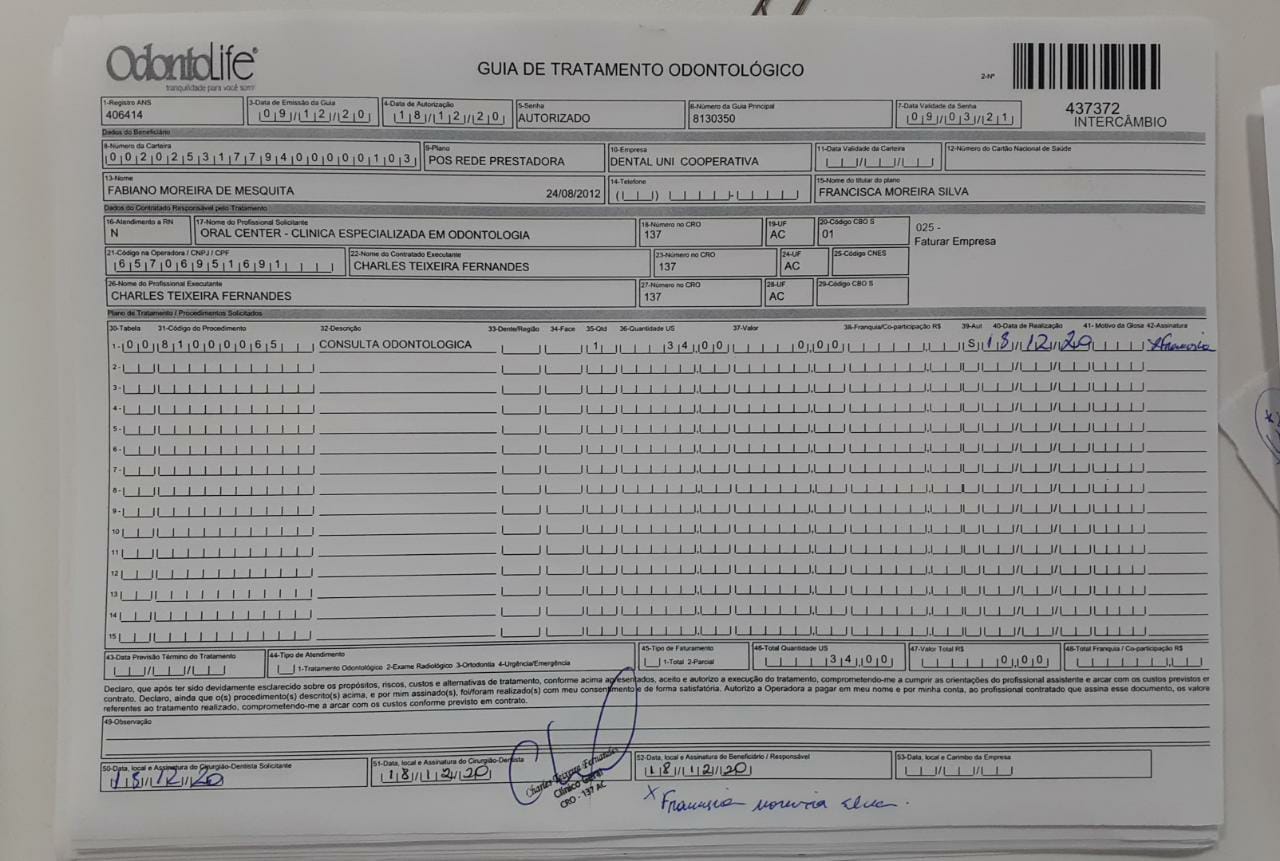 OdontoLife®
tranquilidade para você sorrir
GUIA DE TRATAMENTO ODONTOLÓGICO
2-Nº
437372
INTERCÂMBIO
1-Registro ANS 3-Data de Emissão da Guia 4-Data de Autorização 5-Senha 6-Número da Guia Principal 7-Data Validade da Senha
406414 09/12/20 18/12/20 AUTORIZADO 8130350 09/03/21
Dados do Beneficiário
8-Número da Carteira 9-Plano 10-Empresa 11-Data Validade da Carteira 12-Número do Cartão Nacional de Saúde
00202531779400000103 POS REDE PRESTADORA DENTAL UNI COOPERATIVA
13-Nome 14-Telefone 15-Nome do titular do plano
FABIANO MOREIRA DE MESQUITA 24/08/2012 FRANCISCA MOREIRA SILVA
Dados do Contratado Responsável pelo Tratamento
16-Atendimento a RN 17-Nome do Profissional Solicitante 18-Número no CRO 19-UF 20-Código CBO S
N ORAL CENTER - CLINICA ESPECIALIZADA EM ODONTOLOGIA 137 AC 01
025 -
Faturar Empresa
21-Código na Operadora / CNPJ / CPF 22-Nome do Contratado Executante 23-Número no CRO 24-UF 25-Código CNES
65706951691 CHARLES TEIXEIRA FERNANDES 137 AC
26-Nome do Profissional Executante 27-Número no CRO 28-UF 29-Código CBO S
CHARLES TEIXEIRA FERNANDES 137 AC
Plano de Tratamento / Procedimentos Solicitados
30-Tabela 31-Código do Procedimento 32-Descrição 33-Dente/Região 34-Face 35-Qtd 36-Quantidade US 37-Valor 38-Franquia/Co-participação R$ 39-Aut 40-Data de Realização 41- Motivo da Glosa 42-Assinatura
1- 00 81000065 CONSULTA ODONTOLOGICA 1 34,00 0,00 S 18/12/20 Francisca
2-
3-
4-
5-
6-
7-
8-
9-
10
11
12
13
14
15
43-Data Previsão Término do Tratamento 44-Tipo de Atendimento 45-Tipo de Faturamento 46-Total Quantidade US 47-Valor Total R$ 48-Total Franquia / Co-participação R$
1-Tratamento Odontológico 2-Exame Radiológico 3-Ortodontia 4-Urgência/Emergência 1-Total 2-Parcial 34,00 0,00
Declaro, que após ter sido devidamente esclarecido sobre os propósitos, riscos, custos e alternativas de tratamento, conforme acima apresentados, aceito e autorizo a execução do tratamento, comprometendo-me a cumprir as orientações do profissional assistente e arcar com os custos previstos em
contrato. Declaro, ainda que o(s) procedimento(s) descrito(s) acima, e por mim assinado(s), foi/foram realizado(s) com meu consentimento e de forma satisfatória. Autorizo a Operadora a pagar em meu nome e por minha conta, ao profissional contratado que assina esse documento, os valores
referentes ao tratamento realizado, comprometendo-me a arcar com os custos conforme previsto em contrato.
49-Observação
50-Data, local e Assinatura do Cirurgião-Dentista Solicitante 51-Data, local e Assinatura do Cirurgião-Dentista 52-Data, local e Assinatura do Beneficiário / Responsável 53-Data, local e Carimbo da Empresa
18/12/20 18/12/20 18/12/20
Charles Teixeira Fernandes
Clínico Geral
CRO - 137 AC
x Francisca moreira silva.